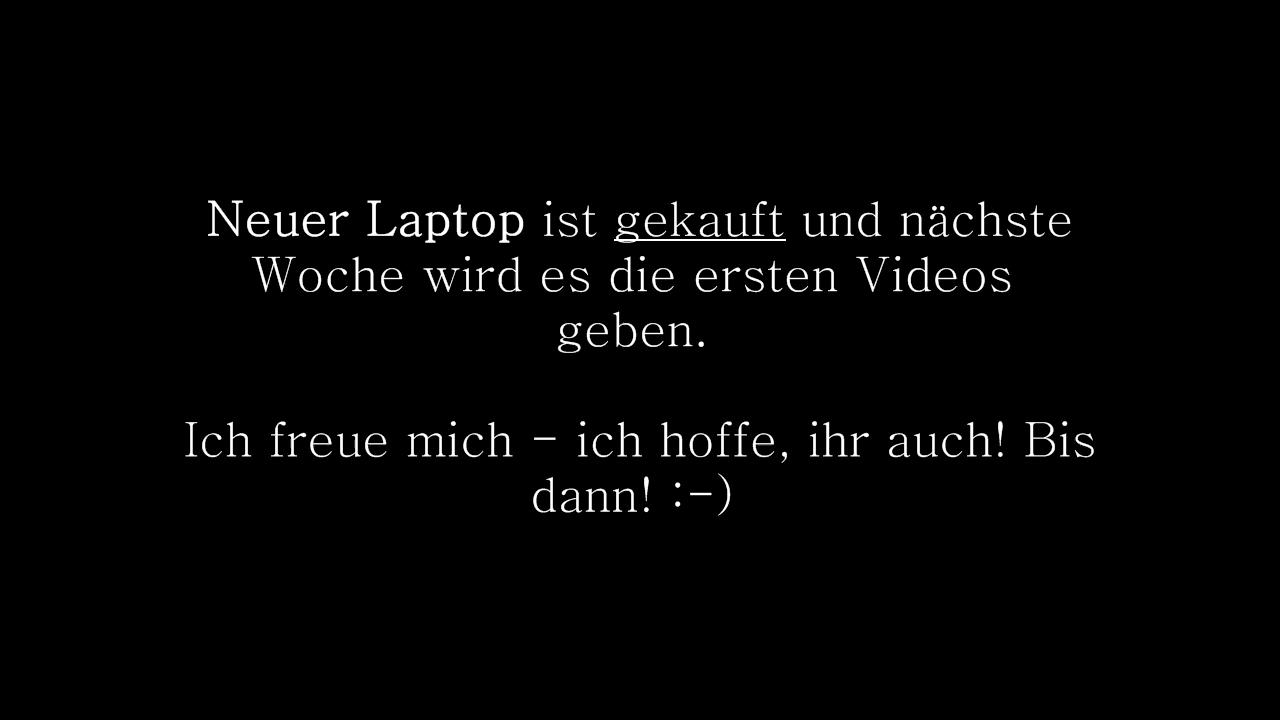 Neuer Laptop ist gekauft und nächste
Woche wird es die ersten Videos
geben.
Ich freue mich - ich hoffe, ihr auch! Bis
dann! :-)